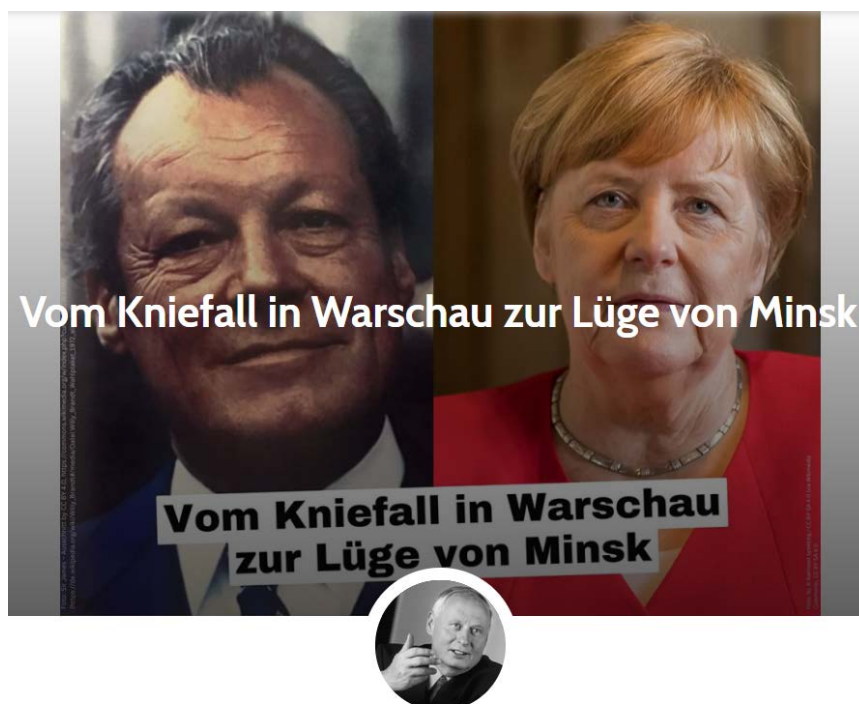 Vom Kniefall in Warschau zur Lüge von Minsk
Vom Kniefall in Warschau
zur Lüge von Minsk